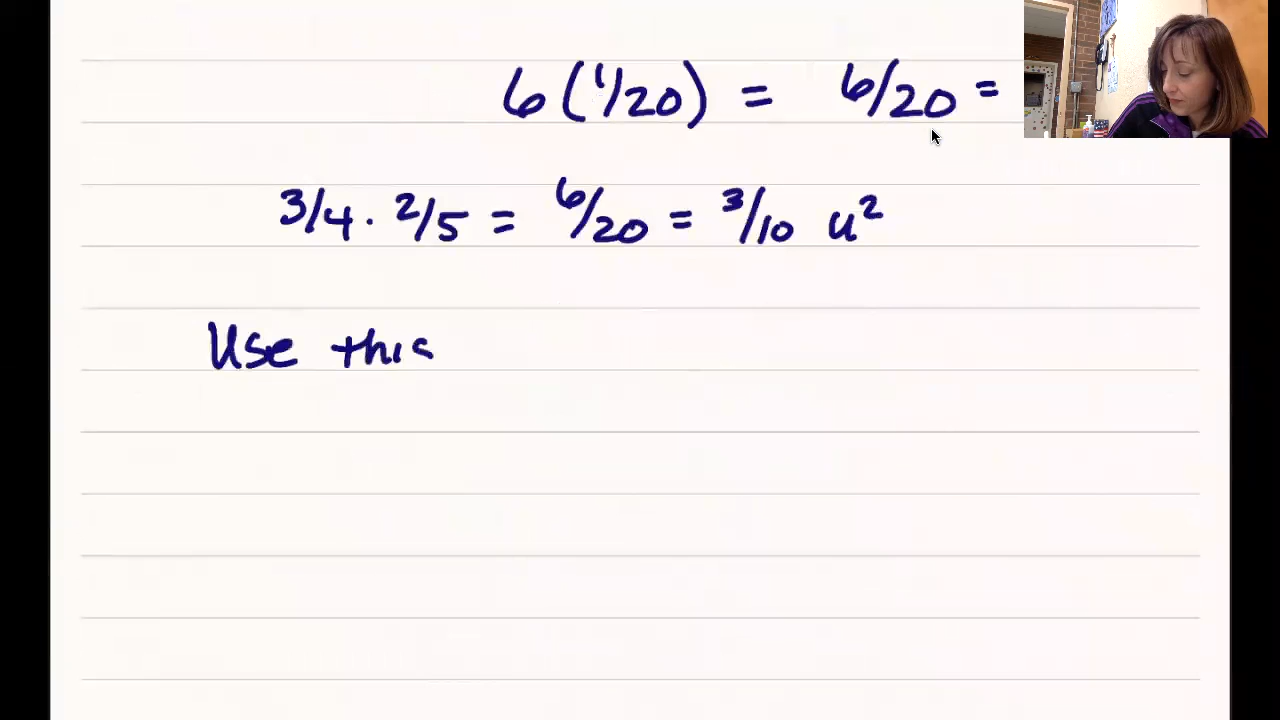 6 (1/20) = 6/20 =
3/4 · 2/5 = 6/20 = 3/10 u²
Use this